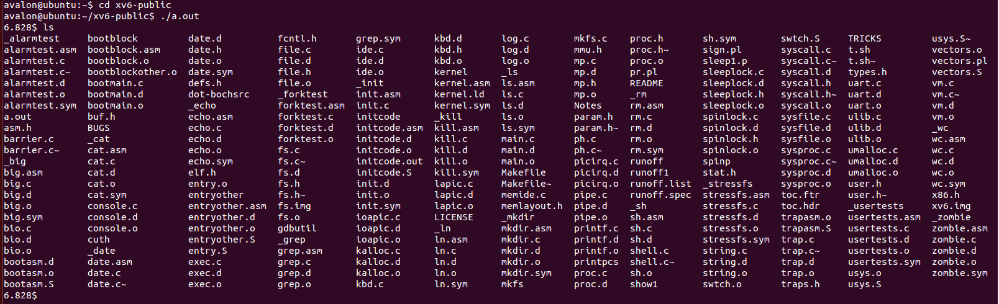 avalon@ubuntu:~$ cd xv6-public
avalon@ubuntu:~/xv6-public$ ./a.out
6.828$ ls
_alarmtest bootblock date.d fcntl.h grep.sym kbd.d log.c mkfs.c proc.h sh.sym swtch.S TRICKS usys.S~
alarmtest.asm bootblock.asm date.h file.c ide.c kbd.h log.d mmu.h proc.h~ sign.pl syscall.c t.sh vectors.o
alarmtest.c bootblock.o date.o file.d ide.d kbd.o log.o mp.c proc.o sleep1.p syscall.c~ t.sh~ vectors.pl
alarmtest.c~ bootblockother.o date.sym file.h ide.o kernel _ls mp.d pr.pl sleeplock.c syscall.d types.h vectors.S
alarmtest.d bootmain.c defs.h file.o _init kernel.asm ls.asm mp.h README sleeplock.d syscall.h uart.c vm.c
alarmtest.o bootmain.d dot-bochsrc _forktest init.asm kernel.ld ls.c mp.o _rm sleeplock.h syscall.h~ uart.d vm.c~
alarmtest.sym bootmain.o _echo forktest.asm init.c kernel.sym ls.d Notes rm.asm sleeplock.o syscall.o uart.o vm.d
a.out buf.h echo.asm forktest.c initcode _kill ls.o param.h rm.c spinlock.c sysfile.c ulib.c vm.o
asm.h BUGS echo.c forktest.d initcode.asm kill.asm ls.sym param.h~ rm.d spinlock.d sysfile.d ulib.d _wc
barrier.c _cat echo.d forktest.o initcode.d kill.c main.c ph.c rm.o spinlock.h sysfile.o ulib.o wc.asm
barrier.c~ cat.asm echo.o fs.c initcode.o kill.d main.d ph.c~ rm.sym spinlock.o sysproc.c umalloc.c wc.c
_big cat.c echo.sym fs.c~ initcode.out kill.o main.o picirq.c runoff spinp sysproc.c~ umalloc.d wc.d
big.asm cat.d elf.h fs.d initcode.S kill.sym Makefile picirq.d runoff1 stat.h sysproc.d umalloc.o wc.o
big.c cat.o entry.o fs.h init.d lapic.c Makefile~ picirq.o runoff.list _stressfs sysproc.o user.h wc.sym
big.d cat.sym entryother fs.h~ init.o lapic.d memide.c pipe.c runoff.spec stressfs.asm toc.ftr user.h~ x86.h
big.o console.c entryother.asm fs.img init.sym lapic.o memlayout.h pipe.d _sh stressfs.c toc.hdr _usertests xv6.img
big.sym console.d entryother.d fs.o ioapic.c LICENSE _mkdir pipe.o sh.asm stressfs.d trapasm.o usertests.asm _zombie
bio.c console.o entryother.o gdbutil ioapic.d _ln mkdir.asm printf.c sh.c stressfs.o trapasm.S usertests.c zombie.asm
bio.d cuth entryother.S _grep ioapic.o ln.asm mkdir.c printf.d sh.d stressfs.sym trap.c usertests.d zombie.c
bio.o _date entry.S grep.asm kalloc.c ln.c mkdir.d printf.o shell.c string.c trap.c~ usertests.o zombie.d
bootasm.d date.asm exec.c grep.c kalloc.d ln.d mkdir.o printpcs shell.c~ string.d trap.d usertests.sym zombie.o
bootasm.o date.c exec.d grep.d kalloc.o ln.o mkdir.sym proc.c sh.o string.o trap.o usys.o zombie.sym
bootasm.S date.c~ exec.o grep.o kbd.c ln.sym mkfs proc.d show1 swtch.o traps.h usys.S
6.828$